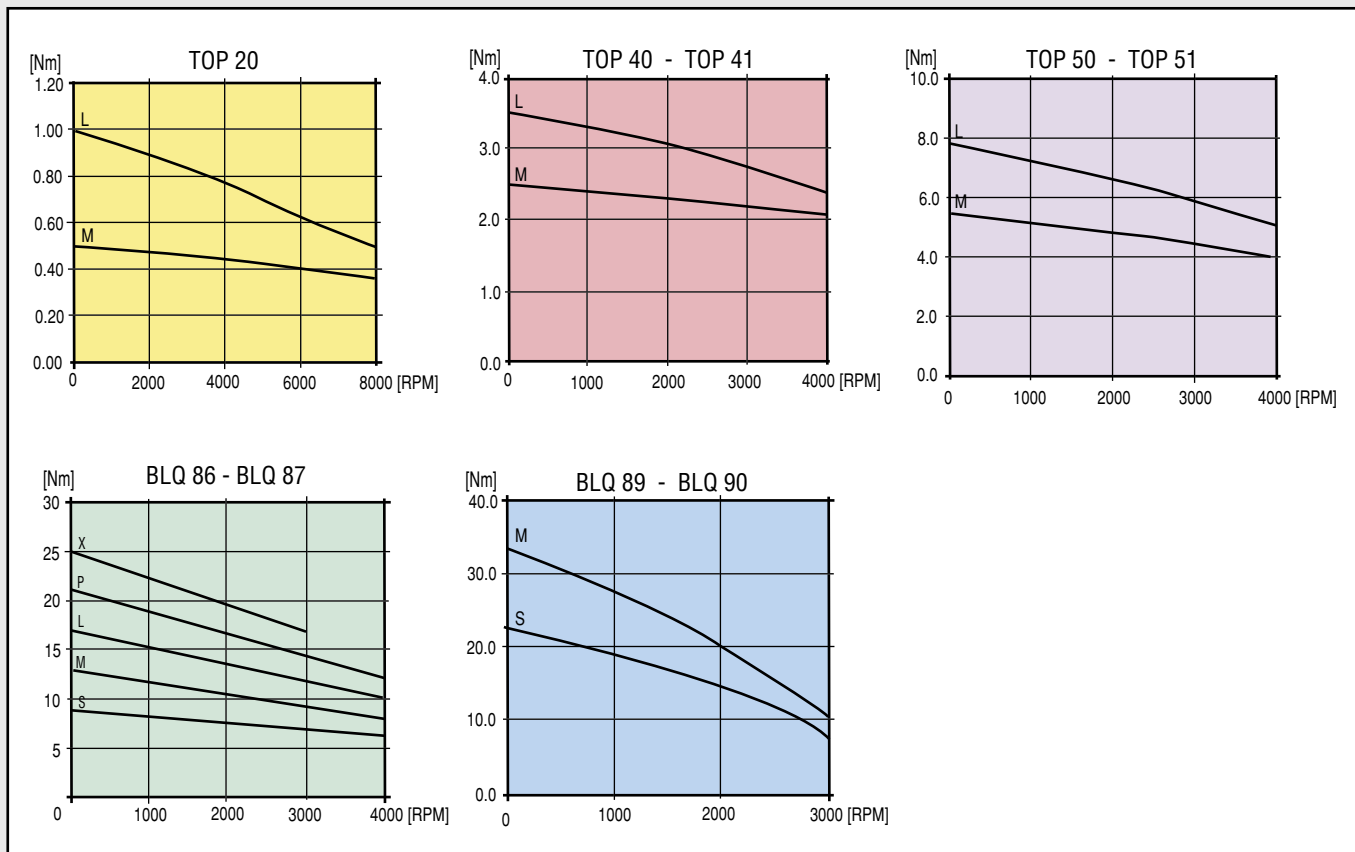 TOP 20
[Nm]
1.20
1.00
0.80
0.60
0.40
0.20
0.00
L
M
0 2000 4000 6000 8000 [RPM]
TOP 40 - TOP 41
[Nm]
4.0
3.0
2.0
1.0
0.0
L
M
0 1000 2000 3000 4000 [RPM]
TOP 50 - TOP 51
[Nm]
10.0
8.0
6.0
4.0
2.0
0.0
L
M
0 1000 2000 3000 4000 [RPM]
BLQ 86 - BLQ 87
[Nm]
30
25
20
15
10
5
X
P
L
M
S
0 1000 2000 3000 4000 [RPM]
BLQ 89 - BLQ 90
[Nm]
40.0
30.0
20.0
10.0
0.0
M
S
0 1000 2000 3000 [RPM]